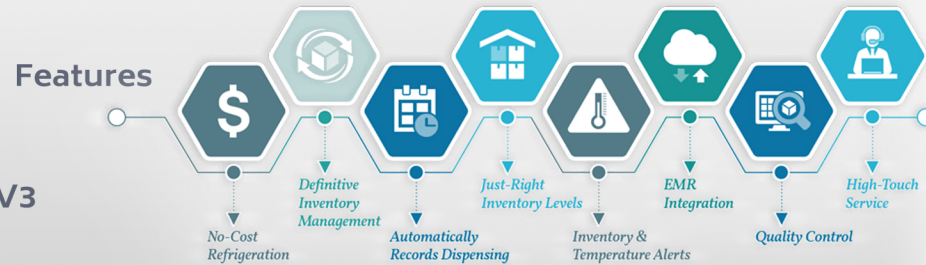 Features
V3
No-Cost
Refrigeration
Definitive
Inventory
Management
Automatically
Records Dispensing
Just-Right
Inventory Levels
Inventory &
Temperature Alerts
EMR
Integration
Quality Control
High-Touch
Service